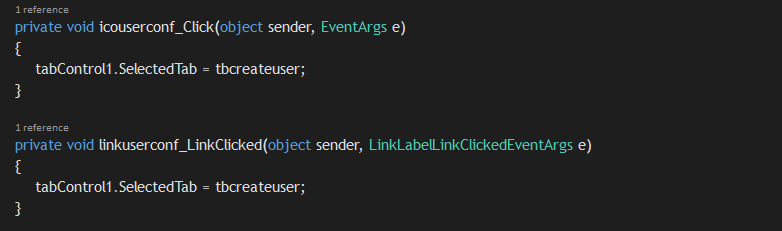 1 reference
private void icouserconf_Click(object sender, EventArgs e)
{
tabControl1.SelectedTab = tbcreateuser;
}
1 reference
private void linkuserconf_LinkClicked(object sender, LinkLabelLinkClickedEventArgs e)
{
tabControl1.SelectedTab = tbcreateuser;
}